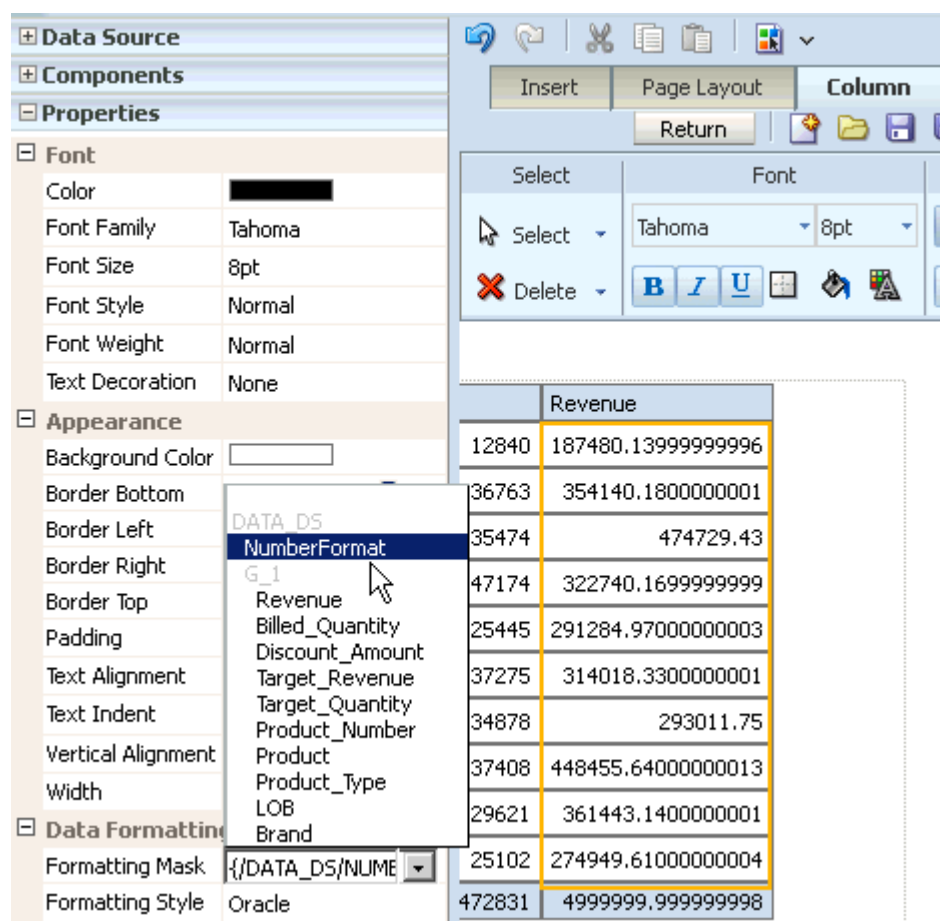 Data Source
Components
Properties
Font
Color
Font Family Tahoma
Font Size 8pt
Font Style Normal
Font Weight Normal
Text Decoration None
Appearance
Background Color
Border Bottom
Border Left
Border Right
Border Top
Padding
Text Alignment
Text Indent
Vertical Alignment
Width
Data Formatting
Formatting Mask {/DATA_DS/NUME
Formatting Style Oracle
DATA_DS
NumberFormat
G_1
Revenue
Billed_Quantity
Discount_Amount
Target_Revenue
Target_Quantity
Product_Number
Product
Product_Type
LOB
Brand
Insert Page Layout Column
Return
Select Font
Select Tahoma 8pt
Delete B I U
Revenue
12840 187480.13999999996
36763 354140.1800000001
35474 474729.43
47174 322740.1699999999
25445 291284.97000000003
37275 314018.3300000001
34878 293011.75
37408 448455.64000000013
29621 361443.1400000001
25102 274949.61000000004
472831 4999999.999999998